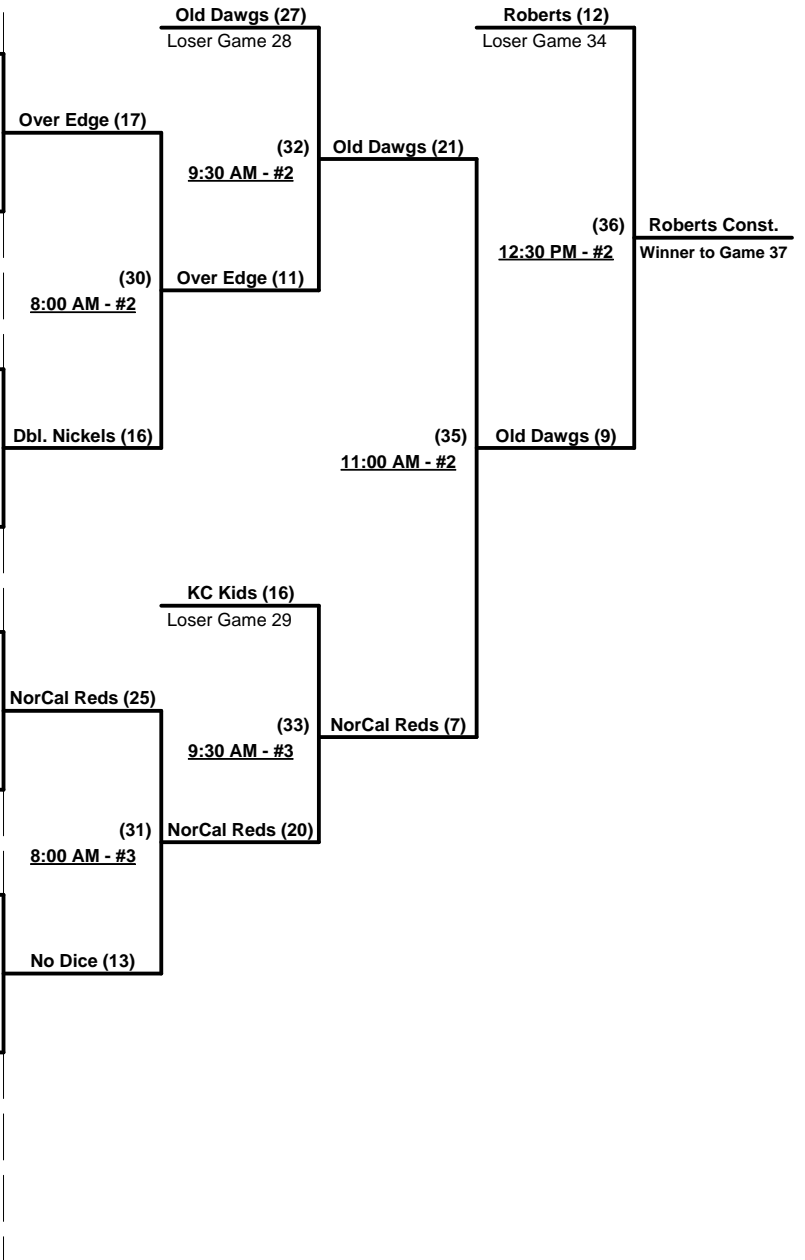 Old Dawgs (27)
Loser Game 28
Roberts (12)
Loser Game 34
Over Edge (17)
(32)
9:30 AM - #2
Old Dawgs (21)
(36)
12:30 PM - #2
Roberts Const.
Winner to Game 37
(30)
8:00 AM - #2
Over Edge (11)
Dbl. Nickels (16)
(35)
11:00 AM - #2
Old Dawgs (9)
KC Kids (16)
Loser Game 29
NorCal Reds (25)
(33)
9:30 AM - #3
NorCal Reds (7)
(31)
8:00 AM - #3
NorCal Reds (20)
No Dice (13)